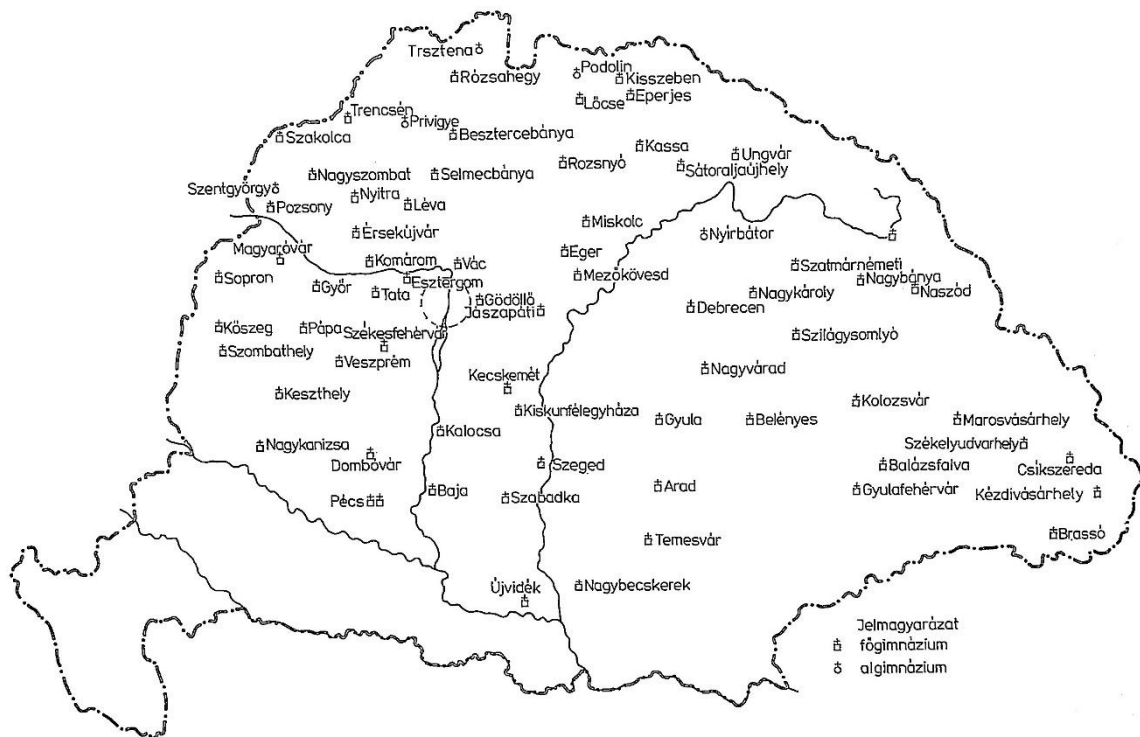 Trsztena
Rózsahegy
Podolin
Kisszeben
Lőcse
Eperjes
Trencsén
Privigye
Szakolca
Besztercebánya
Kassa
Rozsnyó
Ungvár
Sátoraljaújhely
Nagyszombat
Selmecbánya
Szentgyörgy
Nyitra
Pozsony
Léva
Miskolc
Érsekújvár
Nyírbátor
Magyaróvár
Komárom
Vác
Eger
Szatmárnémeti
Sopron
Esztergom
Mezőkövesd
Nagybánya
Győr
Tata
Gödöllő
Nagykároly
Naszód
Jászapáti
Debrecen
Kőszeg
Pápa
Székesfehérvár
Szilágysomlyó
Szombathely
Veszprém
Nagyvárad
Kecskemét
Keszthely
Kolozsvár
Kiskunfélegyháza
Gyula
Belényes
Marosvásárhely
Kalocsa
Nagykanizsa
Székelyudvarhely
Dombóvár
Szeged
Balázsfalva
Csíkszereda
Pécs
Baja
Szabadka
Arad
Gyulafehérvár
Kézdivásárhely
Temesvár
Brassó
Újvidék
Nagybecskerek
Jelmagyarázat
főgimnázium
algimnázium